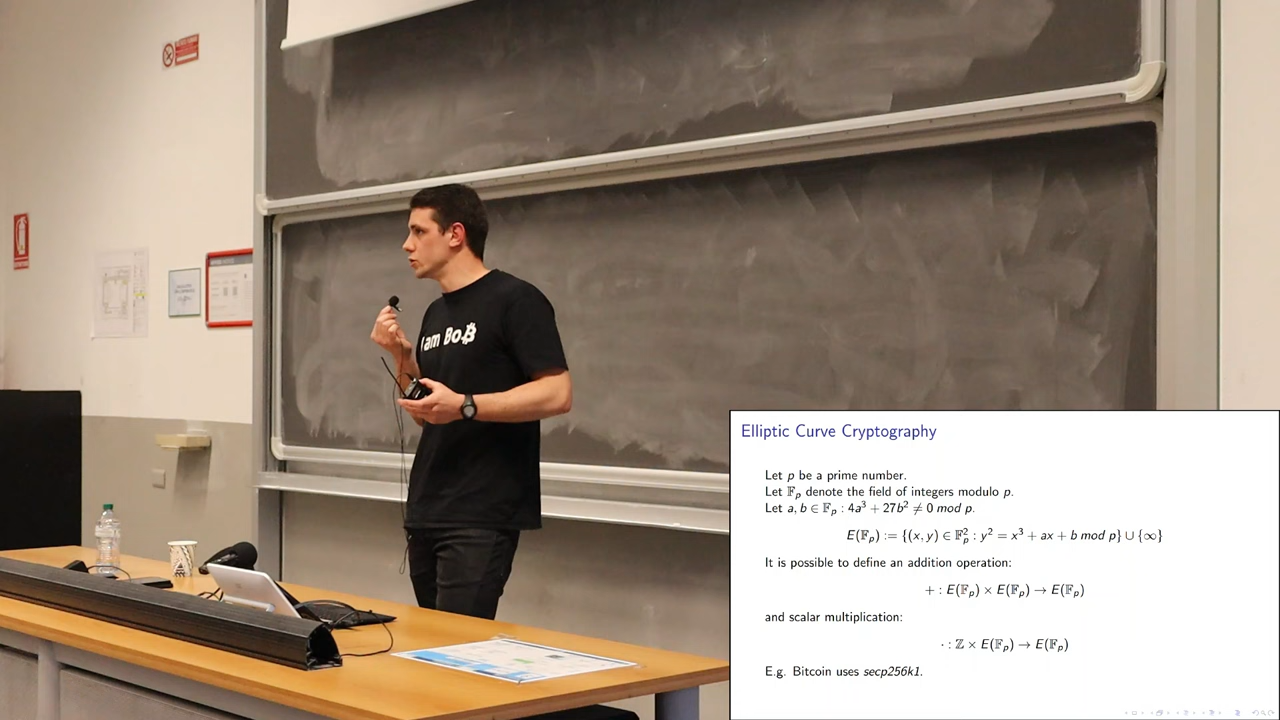 I am Bo₿
Elliptic Curve Cryptography
Let p be a prime number.
Let 𝔽ₚ denote the field of integers modulo p.
Let a, b ∈ 𝔽ₚ : 4a³ + 27b² ≠ 0 mod p.
E(𝔽ₚ) := {(x, y) ∈ 𝔽ₚ² : y² = x³ + ax + b mod p} ∪ {∞}
It is possible to define an addition operation:
+ : E(𝔽ₚ) × E(𝔽ₚ) → E(𝔽ₚ)
and scalar multiplication:
· : ℤ × E(𝔽ₚ) → E(𝔽ₚ)
E.g. Bitcoin uses secp256k1.